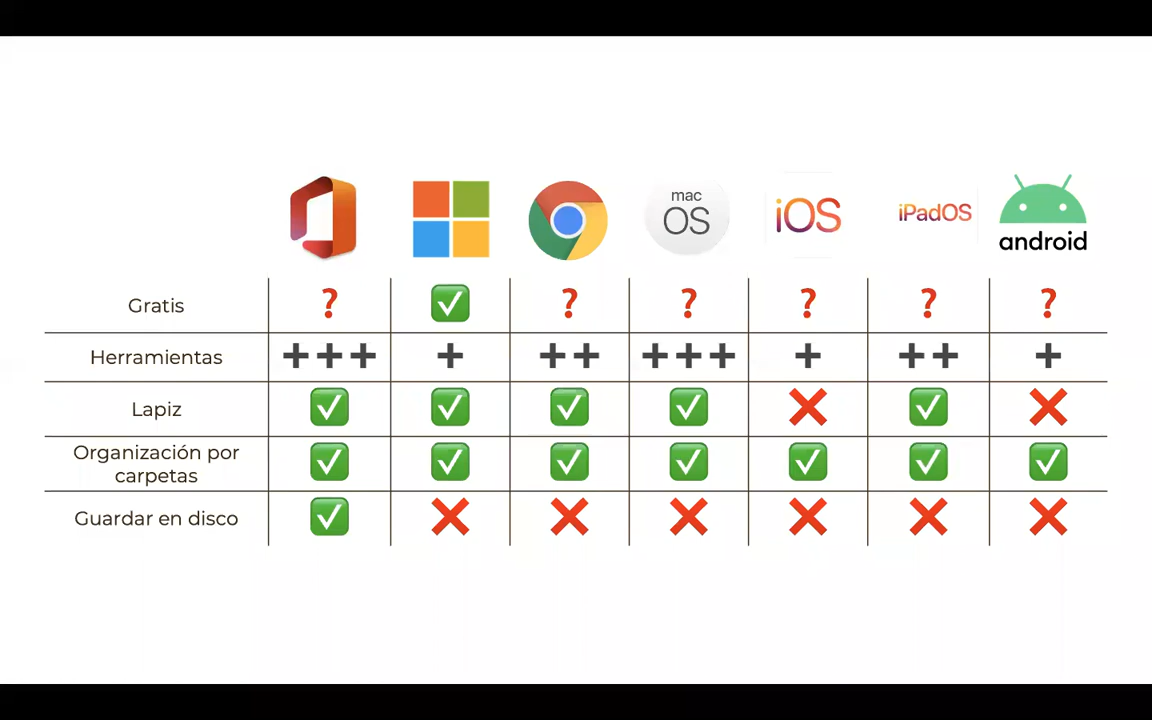 mac
OS
iOS
iPadOS
android
Gratis
❓ ✅ ❓ ❓ ❓ ❓ ❓
Herramientas
+++ + ++ +++ + ++ +
Lapiz
✅ ✅ ✅ ✅ ❌ ✅ ❌
Organización por
carpetas
✅ ✅ ✅ ✅ ✅ ✅ ✅
Guardar en disco
✅ ❌ ❌ ❌ ❌ ❌ ❌